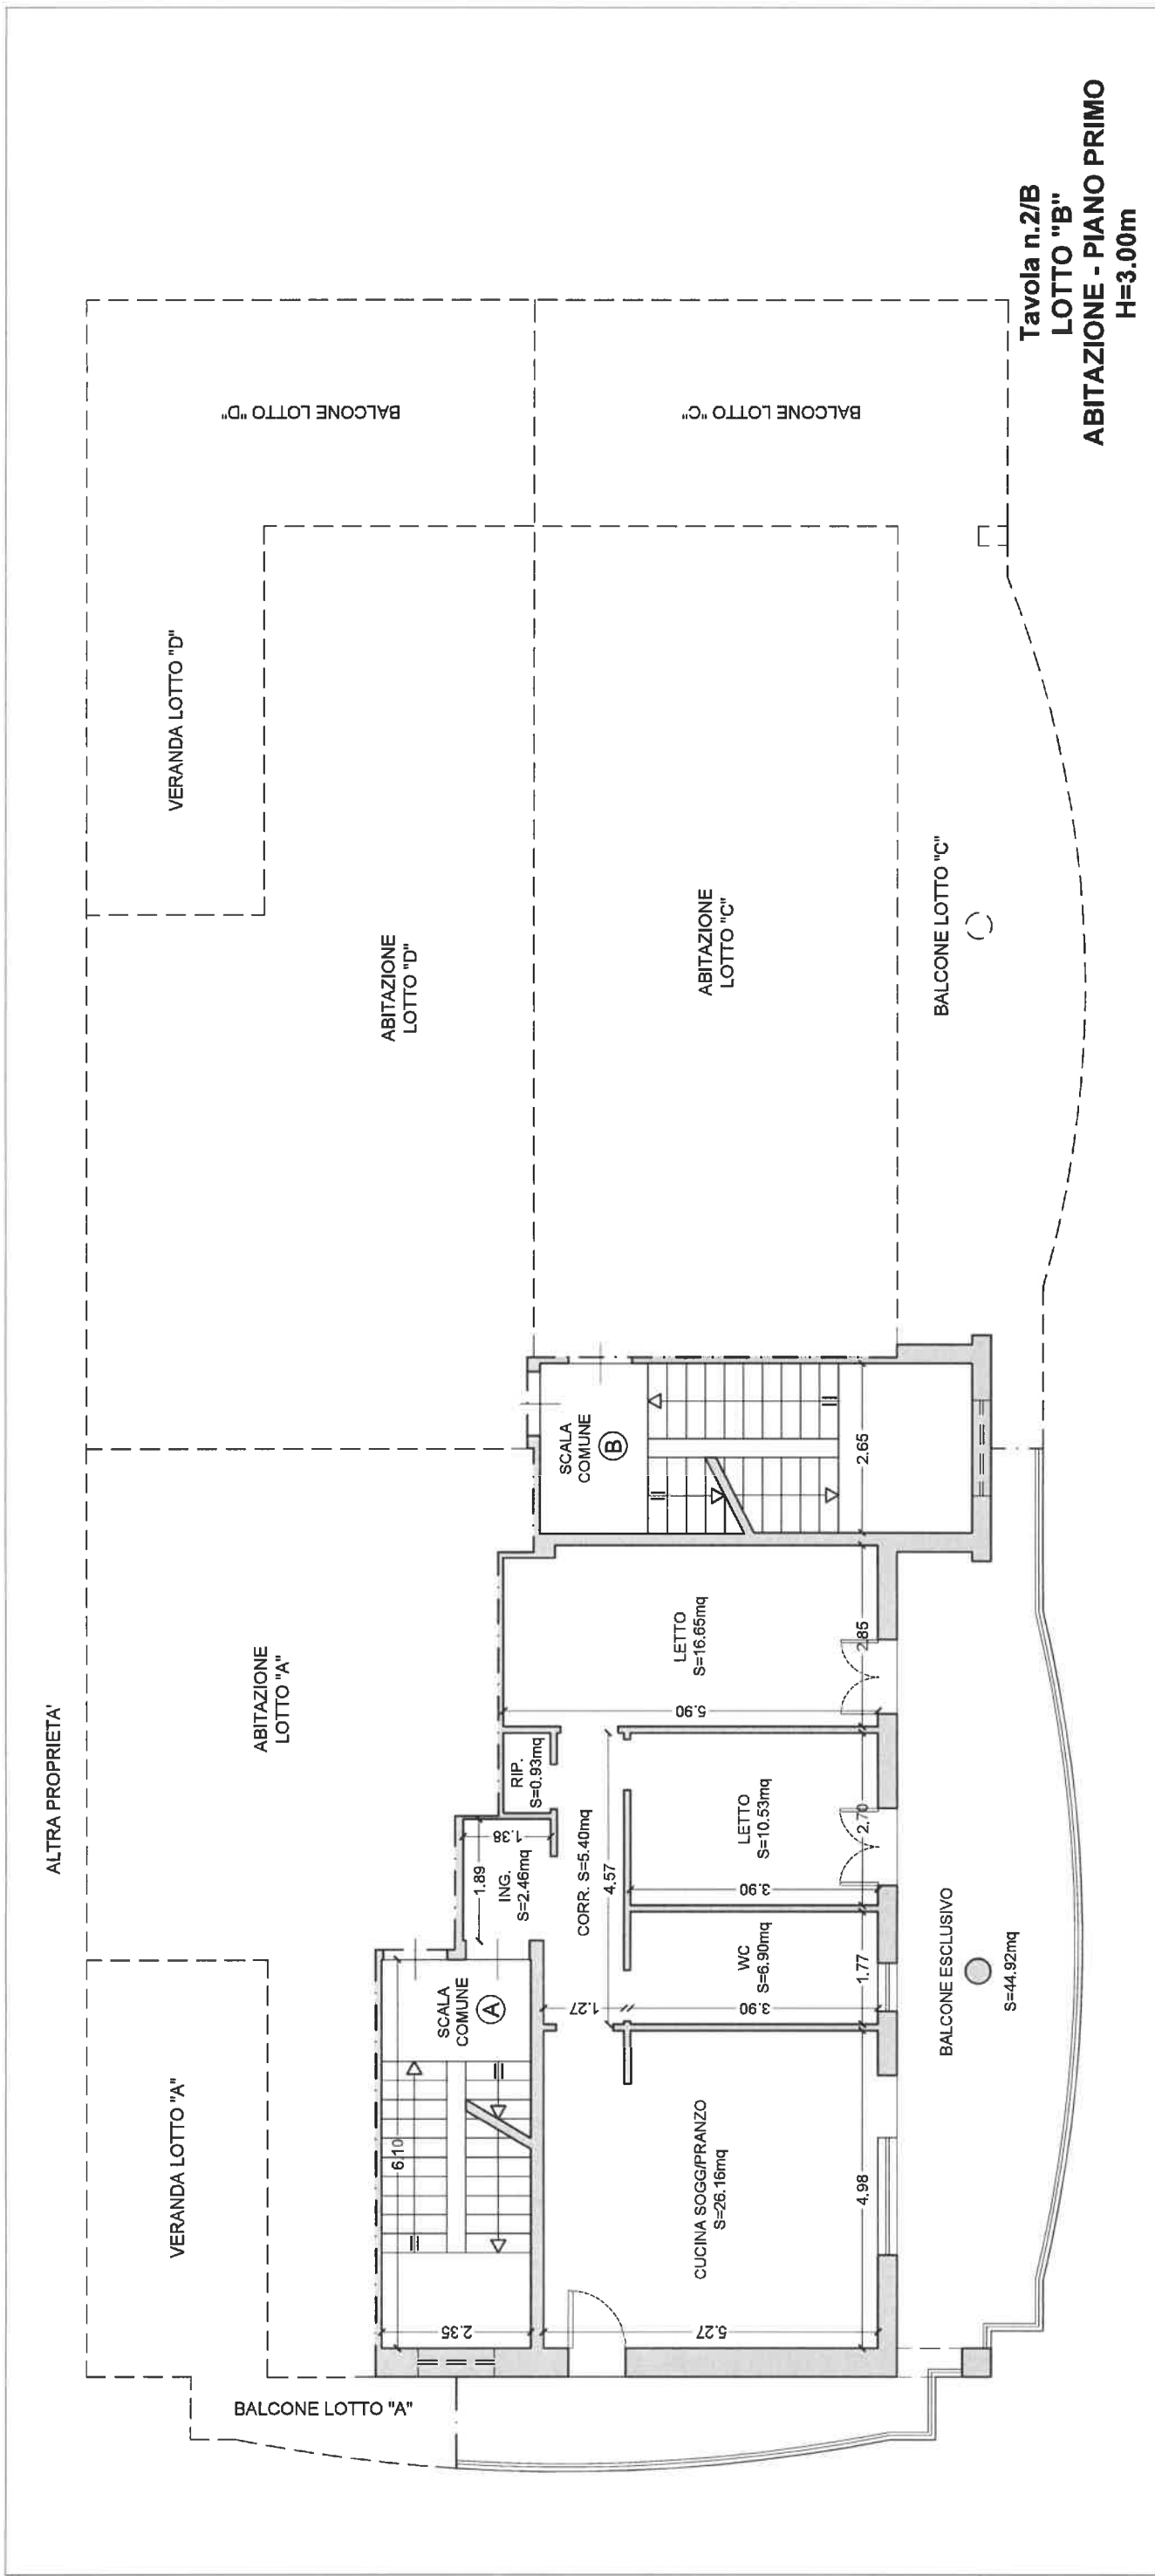 ALTRA PROPRIETA'
VERANDA LOTTO "A"
BALCONE LOTTO "A"
ABITAZIONE
LOTTO "A"
VERANDA LOTTO "D"
BALCONE LOTTO "D"
ABITAZIONE
LOTTO "D"
ABITAZIONE
LOTTO "C"
BALCONE LOTTO "C"
BALCONE LOTTO "C"
SCALA
COMUNE
A
6.10
2.35
ING.
S=2.46mq
1.89
1.38
RIP.
S=0.93mq
CORR. S=5.40mq
4.57
1.27
CUCINA SOGG/PRANZO
S=26.16mq
4.98
5.27
WC
S=6.90mq
1.77
3.90
LETTO
S=10.53mq
2.70
3.90
LETTO
S=16.65mq
2.85
5.90
SCALA
COMUNE
B
2.65
BALCONE ESCLUSIVO
S=44.92mq
Tavola n.2/B
LOTTO "B"
ABITAZIONE - PIANO PRIMO
H=3.00m